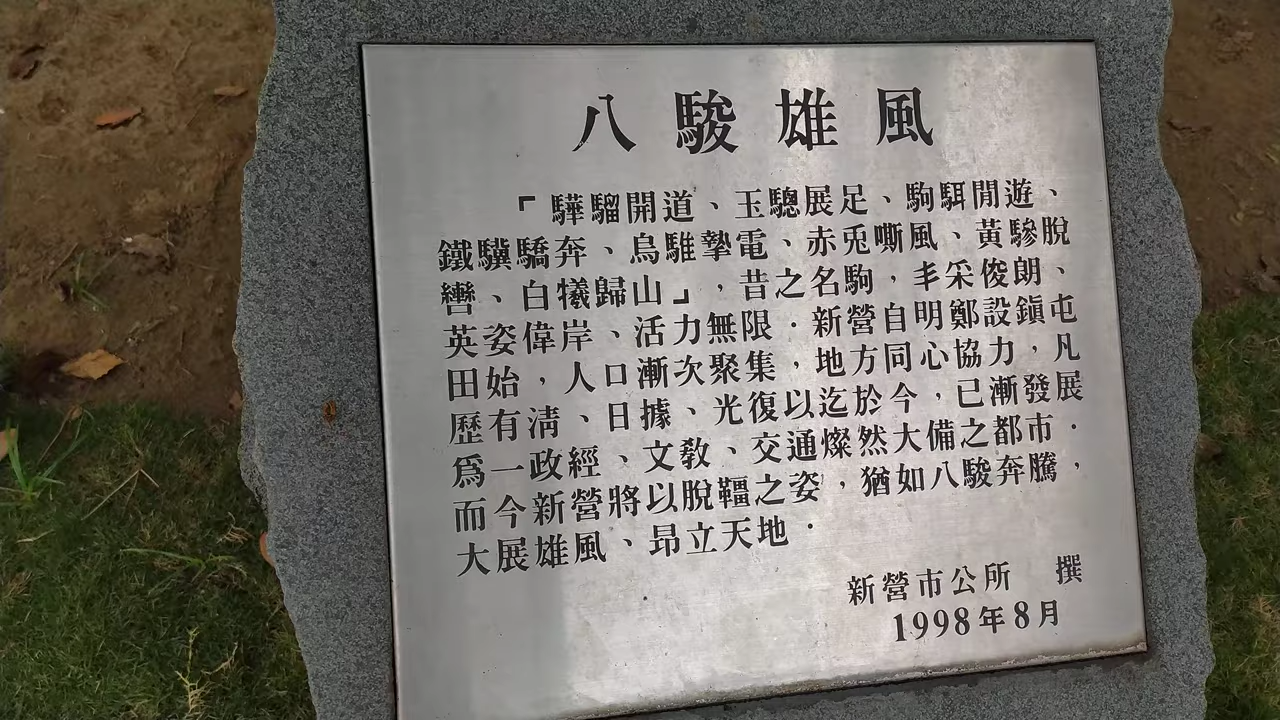 八駿雄風
「驊騮開道、玉驄展足、駒駬閒遊、
鐵驥驕奔、烏騅摯電、赤兎嘶風、黃驂脫
轡、白犧歸山」，昔之名駒，丰采俊朗、
英姿偉岸、活力無限．新營自明鄭設鎮屯
田始，人口漸次聚集，地方同心協力，凡
歷有淸、日據、光復以迄於今，已漸發展
爲一政經、文敎、交通燦然大備之都市．
而今新營將以脫韁之姿，猶如八駿奔騰，
大展雄風、昂立天地．
新營市公所 撰
1998年8月